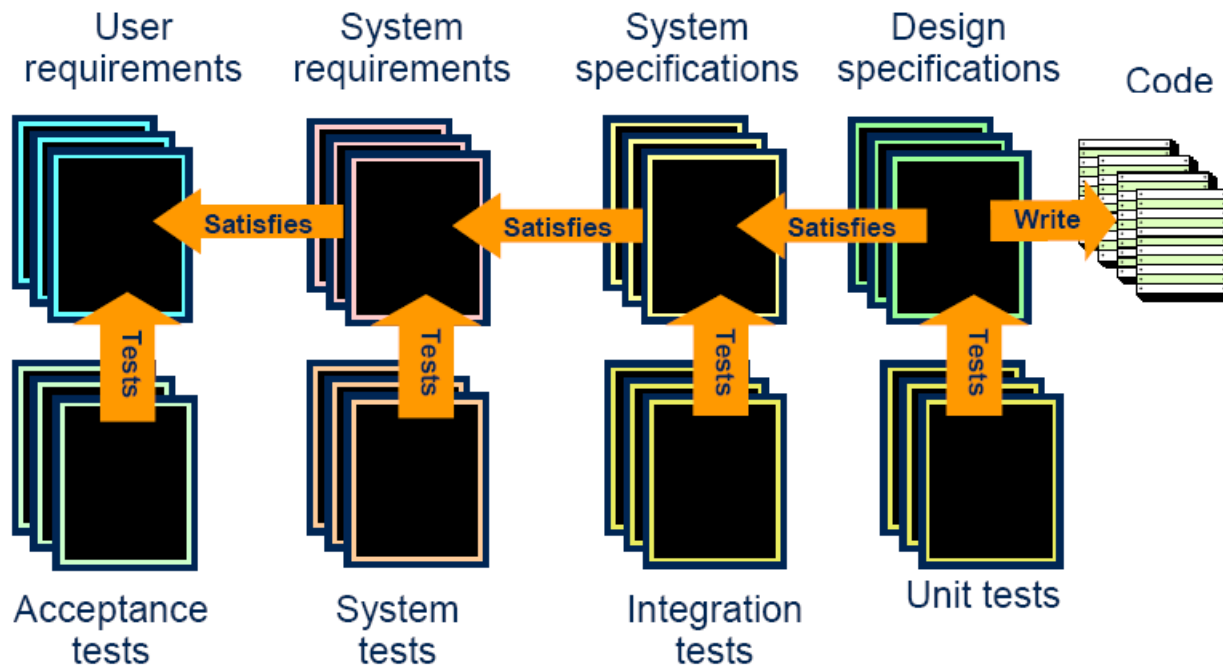 User
requirements
System
requirements
System
specifications
Design
specifications
Code
Satisfies
Satisfies
Satisfies
Write
Tests
Tests
Tests
Tests
Acceptance
tests
System
tests
Integration
tests
Unit tests